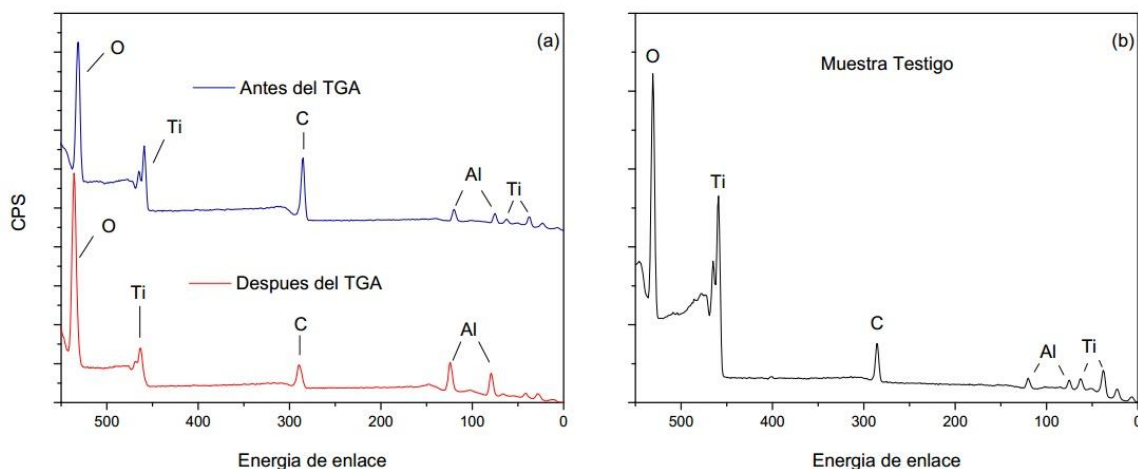 (a)
O
Antes del TGA
Ti
C
Al
Ti
CPS
O
Despues del TGA
Ti
C
Al
500 400 300 200 100 0
Energia de enlace
(b)
Muestra Testigo
O
Ti
C
Al
Ti
500 400 300 200 100 0
Energia de enlace